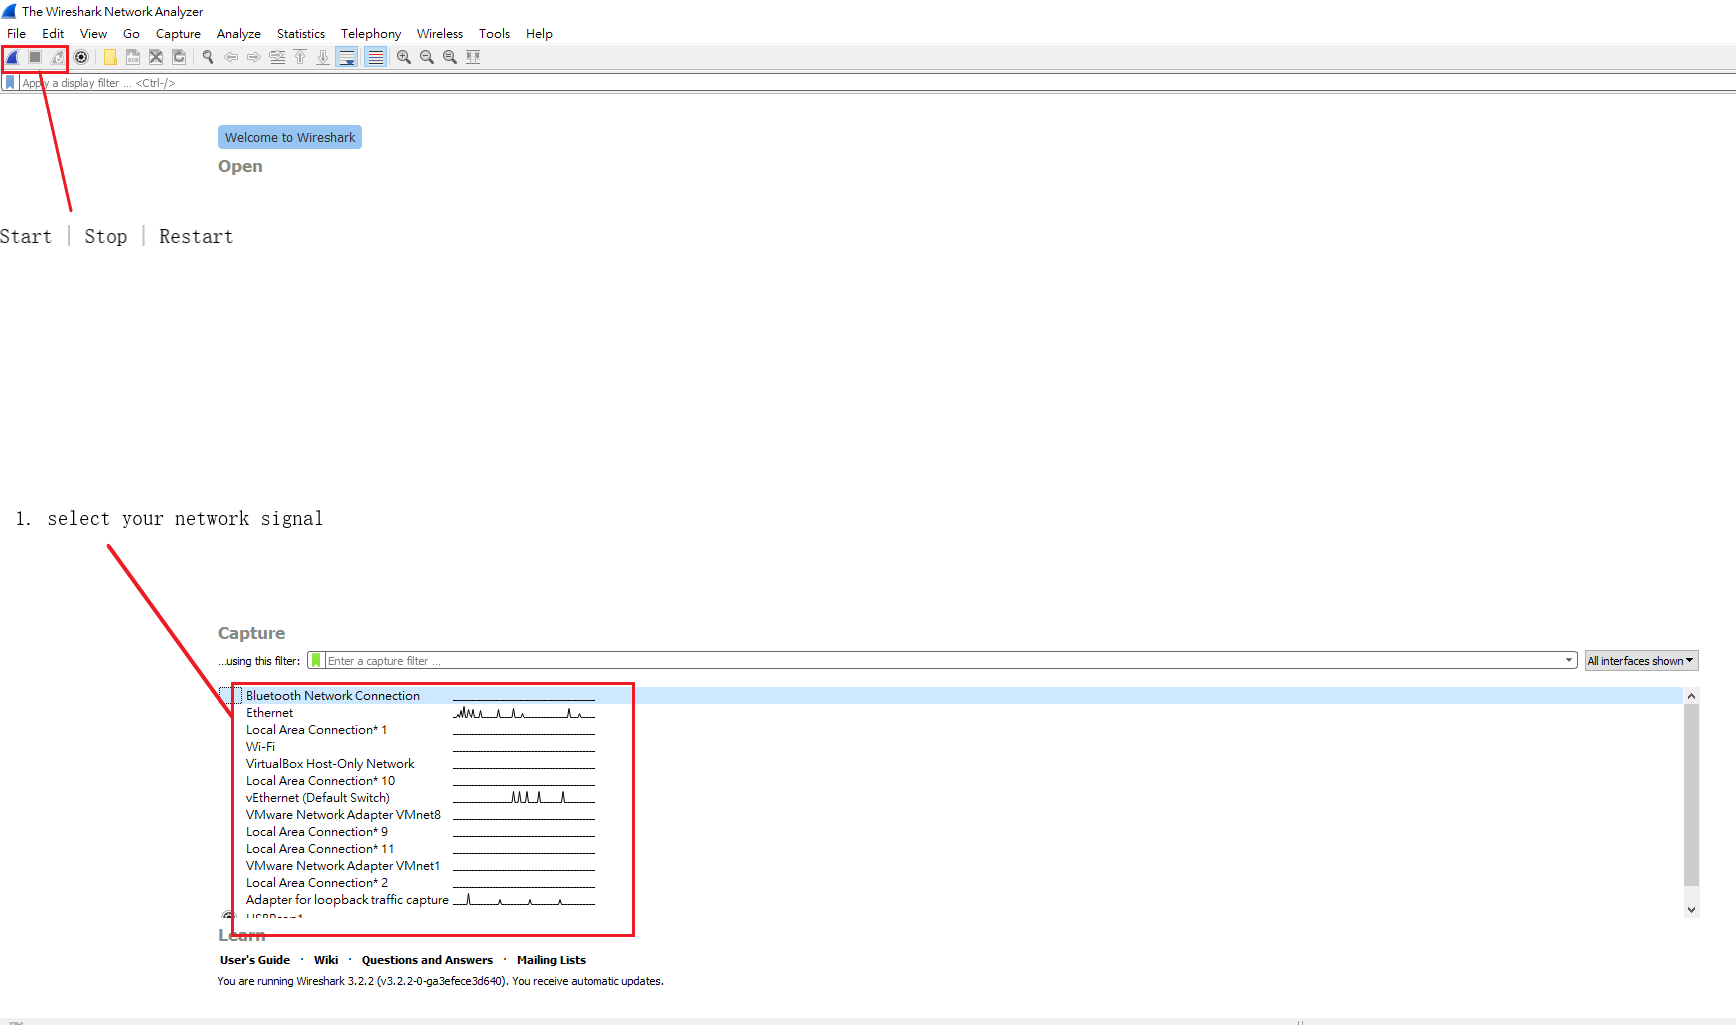 The Wireshark Network Analyzer
File Edit View Go Capture Analyze Statistics Telephony Wireless Tools Help
Apply a display filter ... <Ctrl-/>
Welcome to Wireshark
Open
Start | Stop | Restart
1. select your network signal
Capture
...using this filter: Enter a capture filter ... All interfaces shown
Bluetooth Network Connection
Ethernet
Local Area Connection* 1
Wi-Fi
VirtualBox Host-Only Network
Local Area Connection* 10
vEthernet (Default Switch)
VMware Network Adapter VMnet8
Local Area Connection* 9
Local Area Connection* 11
VMware Network Adapter VMnet1
Local Area Connection* 2
Adapter for loopback traffic capture
USBPcap1
Learn
User's Guide · Wiki · Questions and Answers · Mailing Lists
You are running Wireshark 3.2.2 (v3.2.2-0-ga3efece3d640). You receive automatic updates.